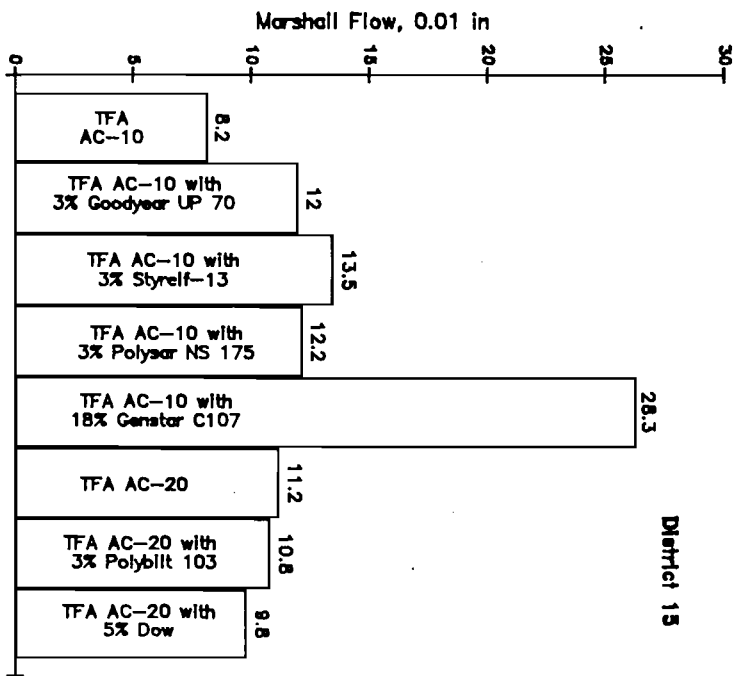 Marshall Flow, 0.01 in
0
5
10
15
20
25
30
TFA
AC-10
8.2
TFA AC-10 with
3% Goodyear UP 70
12
TFA AC-10 with
3% Styrelf-13
13.5
TFA AC-10 with
3% Polysar NS 175
12.2
TFA AC-10 with
18% Genstar C107
26.3
TFA AC-20
11.2
TFA AC-20 with
3% Polybilt 103
10.8
TFA AC-20 with
5% Dow
9.8
District 15